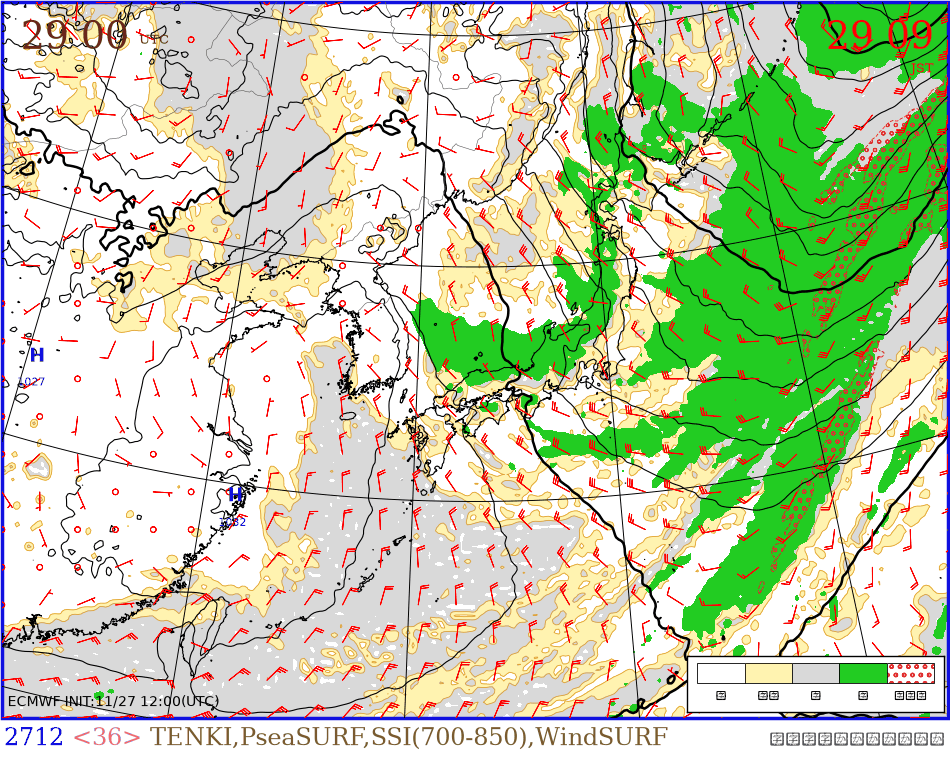 29 00 UTC
29 09
JST
H
1027
H
ECMWF INIT:11/27 12:00(UTC)
2712 <36> TENKI,PseaSURF,SSI(700-850),WindSURF